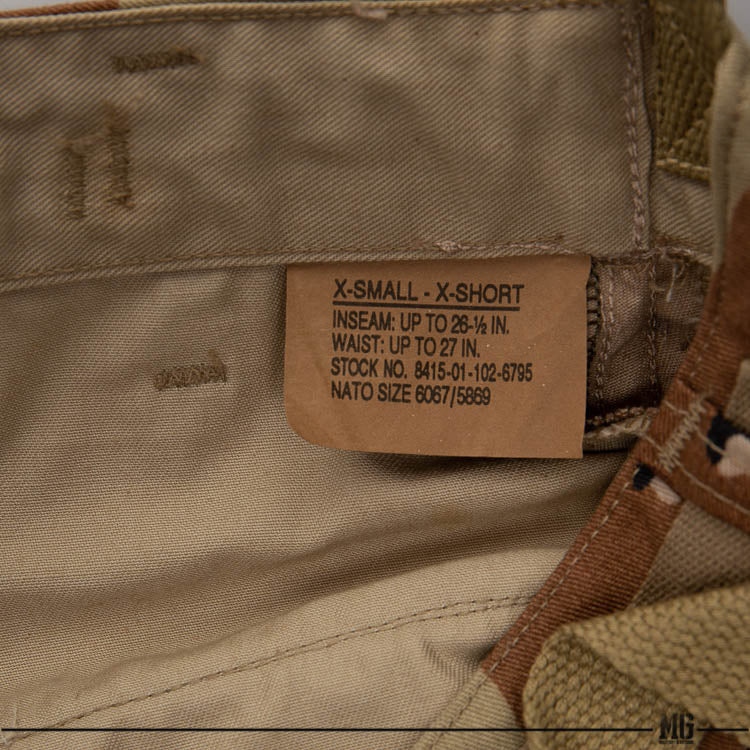 X-SMALL - X-SHORT
INSEAM: UP TO 26-½ IN.
WAIST: UP TO 27 IN.
STOCK NO. 8415-01-102-6795
NATO SIZE 6067/5869
MG